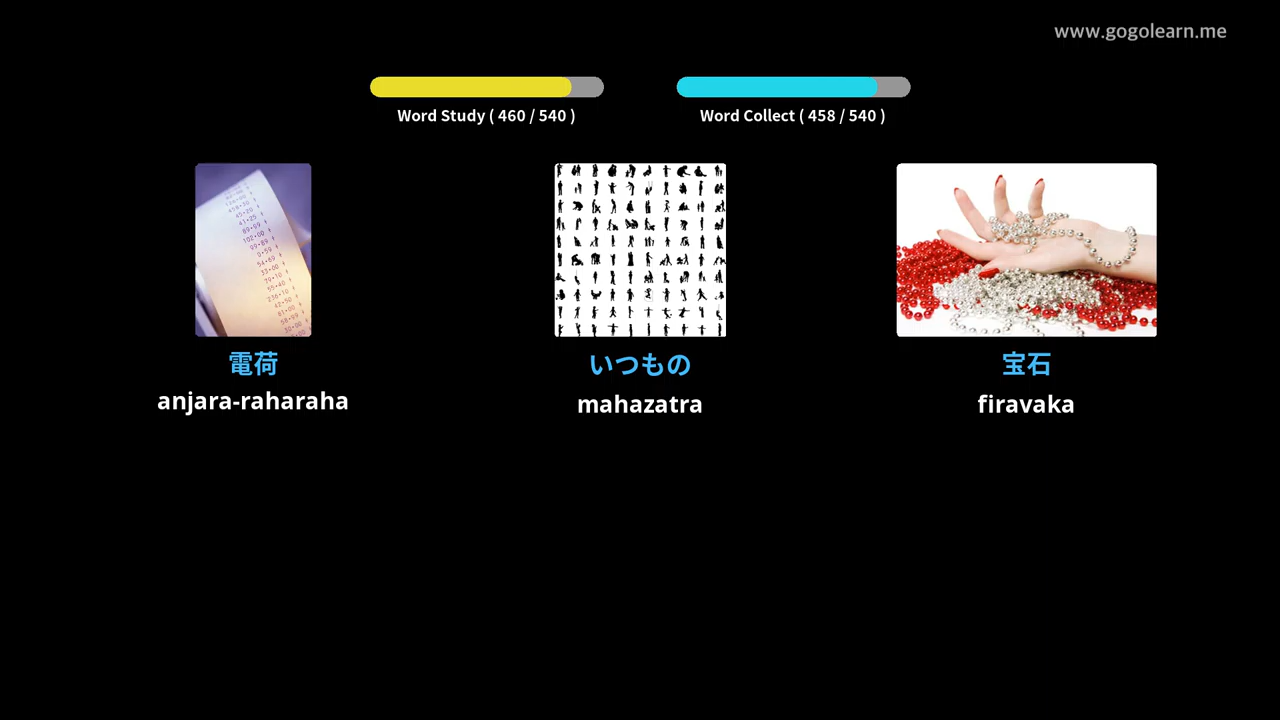 www.gogolearn.me
Word Study ( 460 / 540 )
Word Collect ( 458 / 540 )
電荷
いつもの
宝石
anjara-raharaha
mahazatra
firavaka